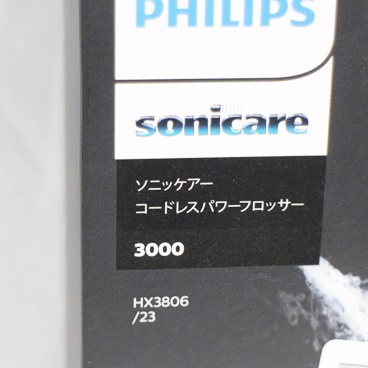 PHILIPS
sonicare
ソニッケアー
コードレスパワーフロッサー
3000
HX3806
/23